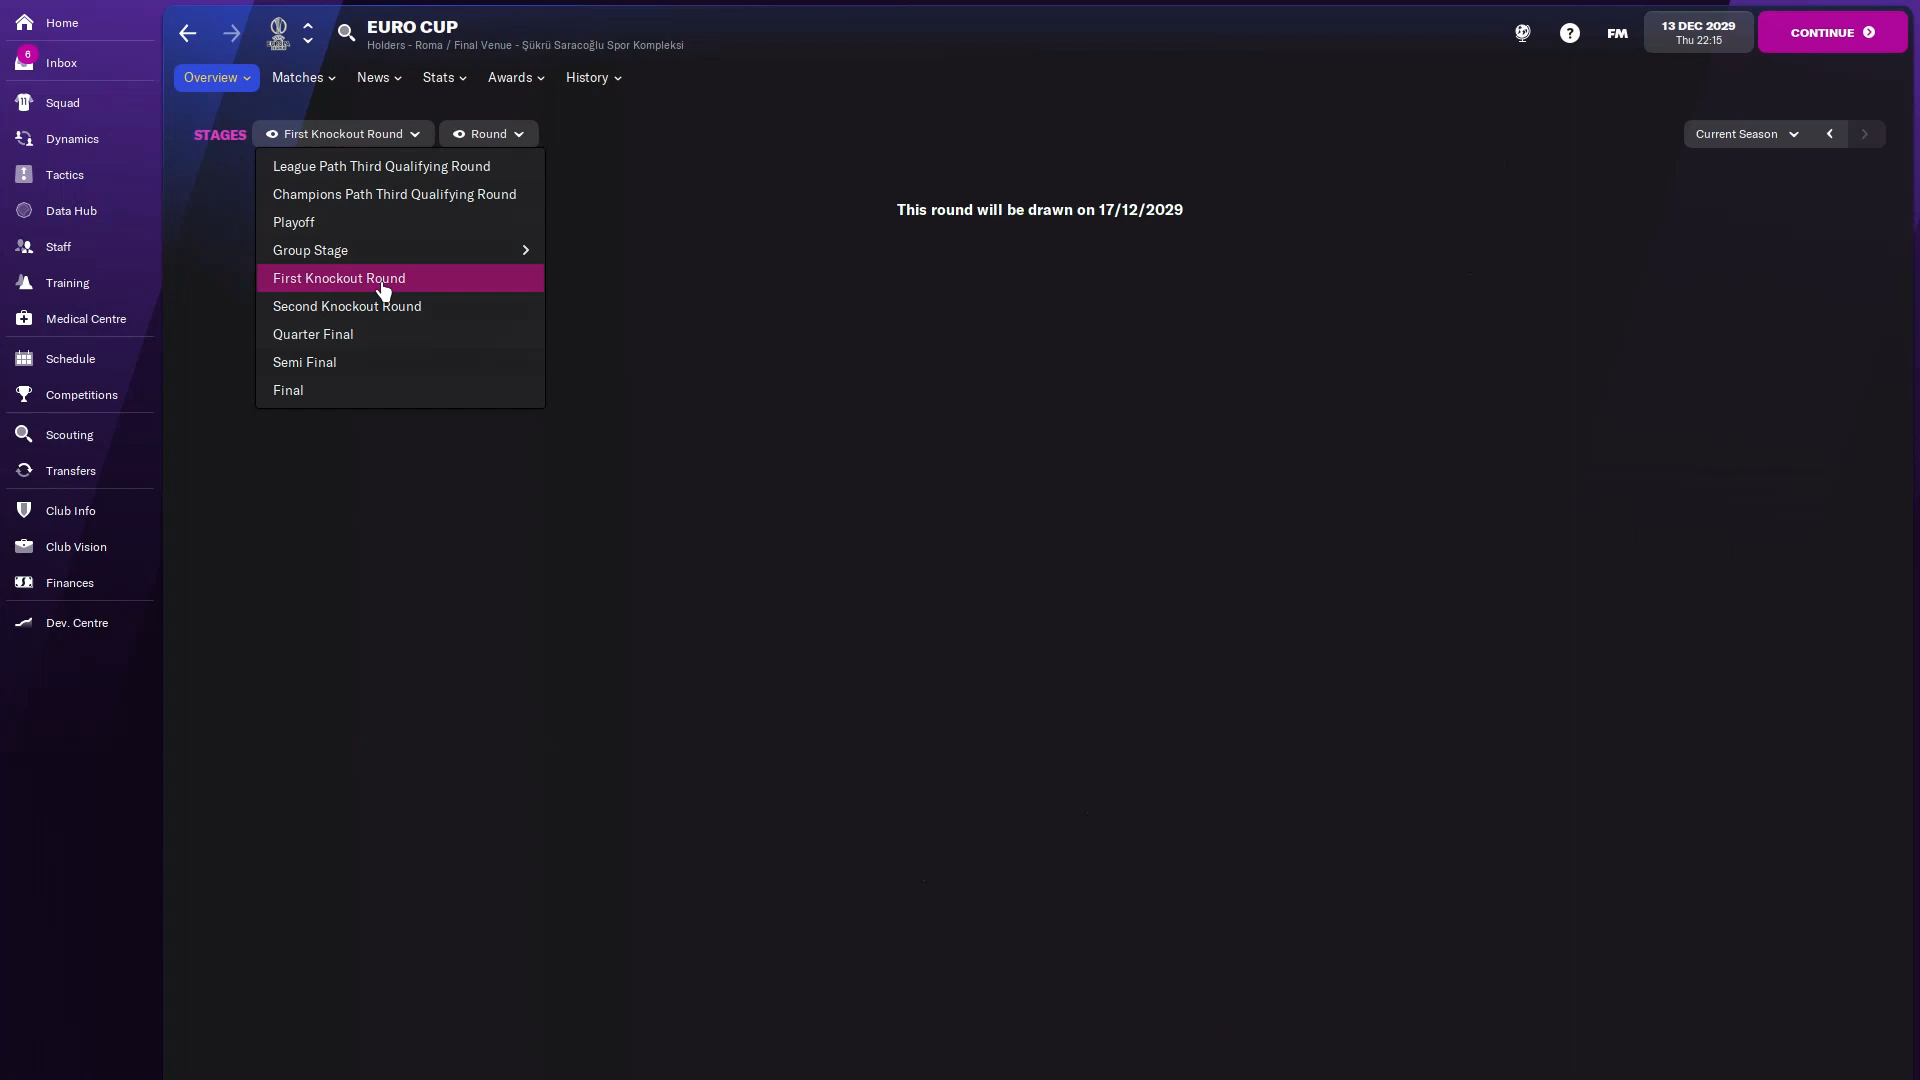 Home
6
Inbox
Squad
Dynamics
Tactics
Data Hub
Staff
Training
Medical Centre
Schedule
Competitions
Scouting
Transfers
Club Info
Club Vision
Finances
Dev. Centre
EURO CUP
Holders - Roma / Final Venue - Şükrü Saracoğlu Spor Kompleksi
FM
13 DEC 2029
Thu 22:15
CONTINUE
Overview
Matches
News
Stats
Awards
History
STAGES
First Knockout Round
Round
Current Season
League Path Third Qualifying Round
Champions Path Third Qualifying Round
Playoff
Group Stage
First Knockout Round
Second Knockout Round
Quarter Final
Semi Final
Final
This round will be drawn on 17/12/2029